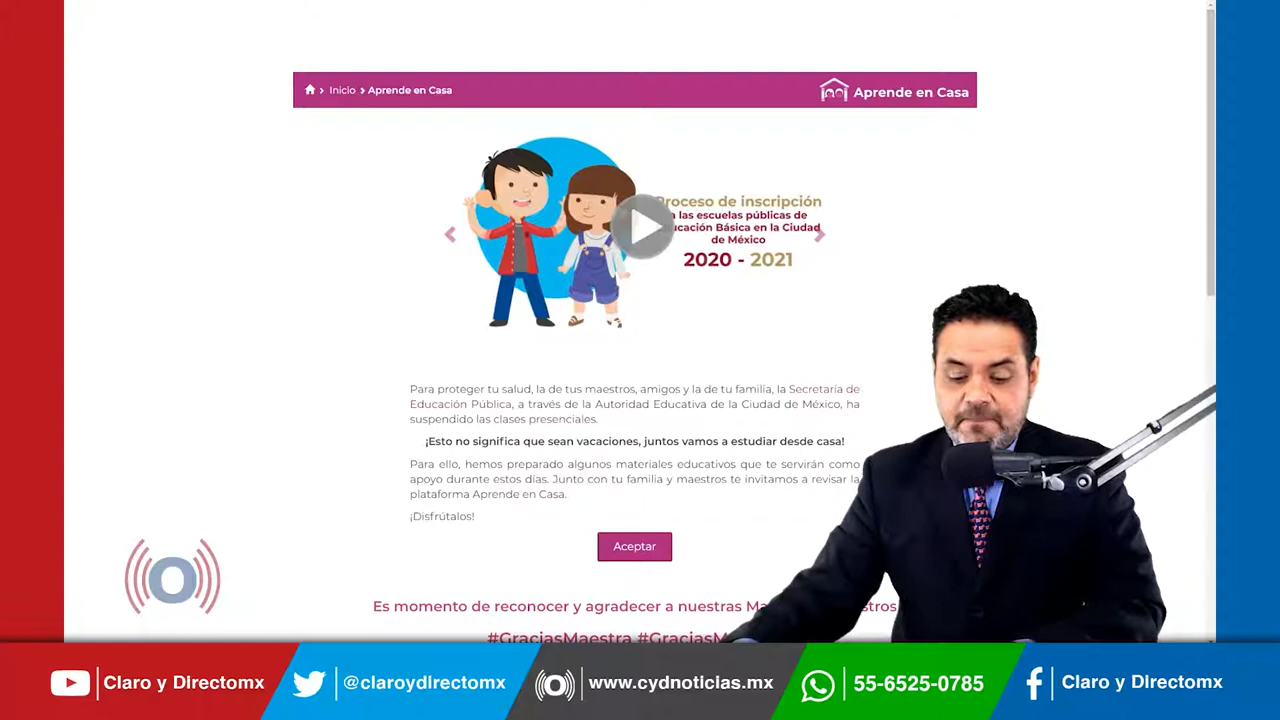 Inicio Aprende en Casa
Aprende en Casa
Proceso de inscripción
las escuelas públicas de
Básica en la Ciudad
de México
2020 - 2021
Para proteger tu salud, la de tus maestros, amigos y la de tu familia, la Secretaría de
Educación Pública, a través de la Autoridad Educativa de la Ciudad de México, ha
suspendido las clases presenciales.
¡Esto no significa que sean vacaciones, juntos vamos a estudiar desde casa!
Para ello, hemos preparado algunos materiales educativos que te servirán como
apoyo durante estos días. Junto con tu familia y maestros te invitamos a revisar la
plataforma Aprende en Casa.
¡Disfrútalos!
Aceptar
Es momento de reconocer y agradecer a nuestras
#GraciasMaestra
Claro y Directomx
@claroydIrectomx
www.cydnoticias.mx
55-6525-0785
Claro y DIrectomx